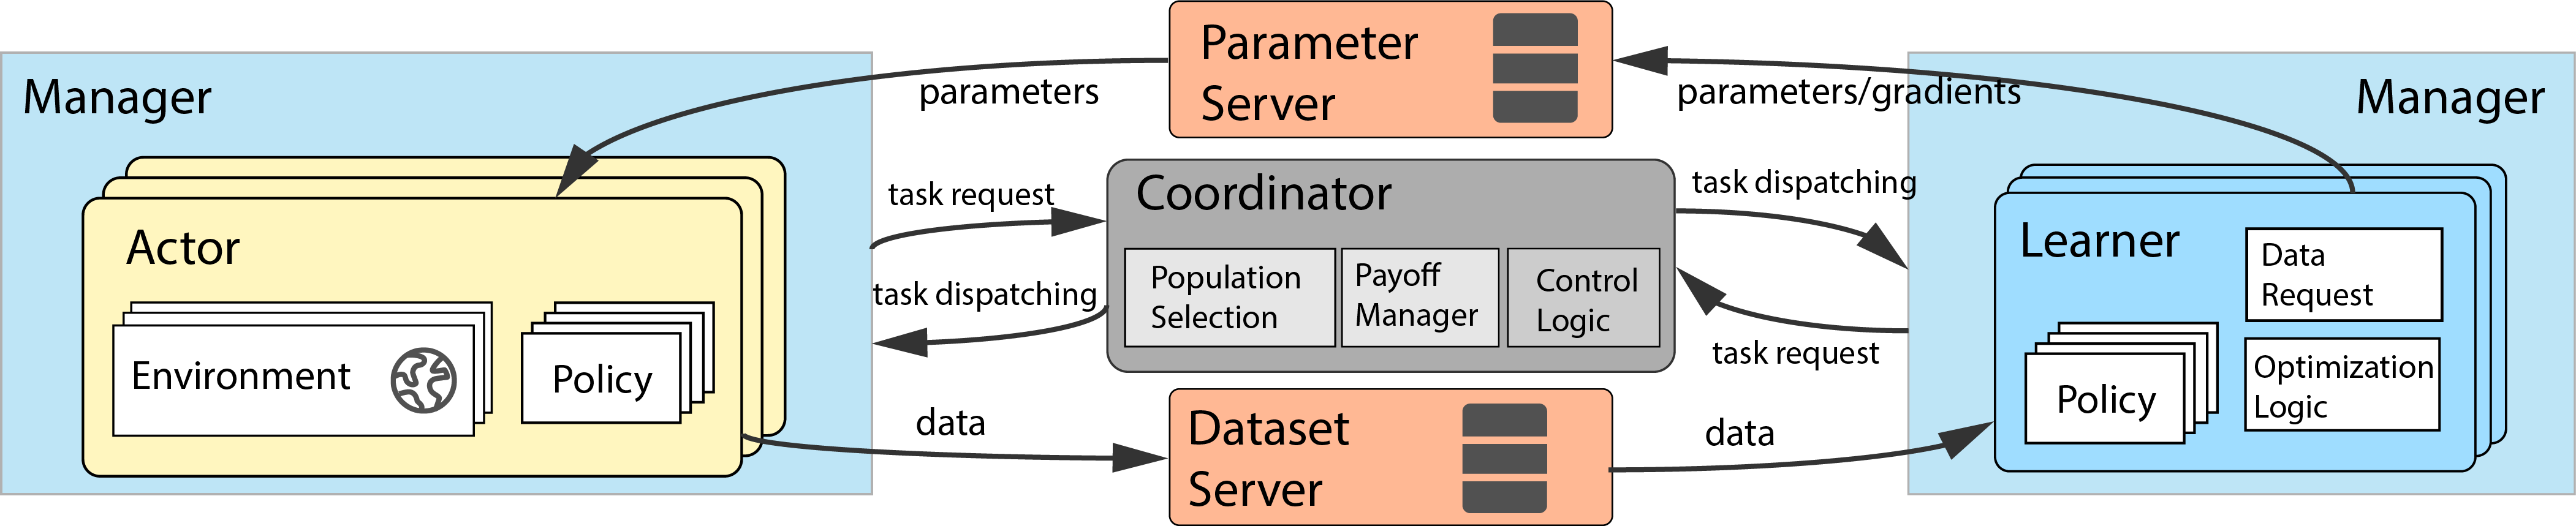 Manager
Actor
Environment
Policy
parameters
task request
task dispatching
data
Parameter
Server
Coordinator
Population
Selection
Payoff
Manager
Control
Logic
Dataset
Server
parameters/gradients
task dispatching
task request
data
Manager
Learner
Data
Request
Policy
Optimization
Logic